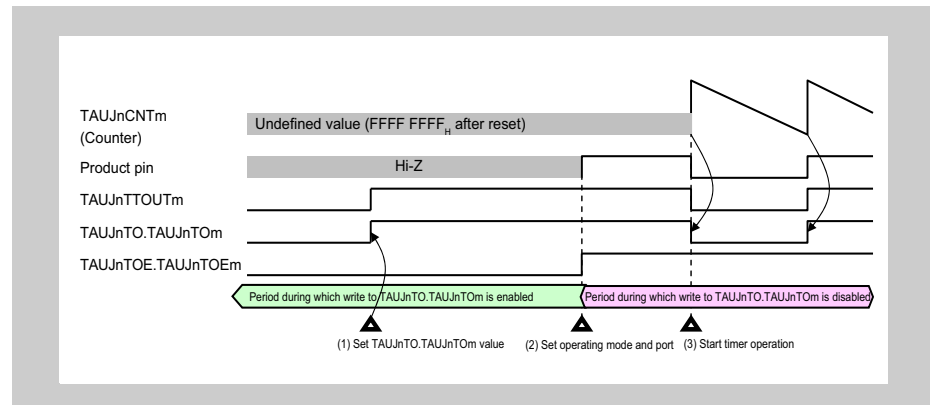 TAUJnCNTm
(Counter)
Undefined value (FFFF FFFFH after reset)
Product pin
Hi-Z
TAUJnTTOUTm
TAUJnTO.TAUJnTOm
TAUJnTOE.TAUJnTOEm
Period during which write to TAUJnTO.TAUJnTOm is enabled
Period during which write to TAUJnTO.TAUJnTOm is disabled
(1) Set TAUJnTO.TAUJnTOm value
(2) Set operating mode and port
(3) Start timer operation